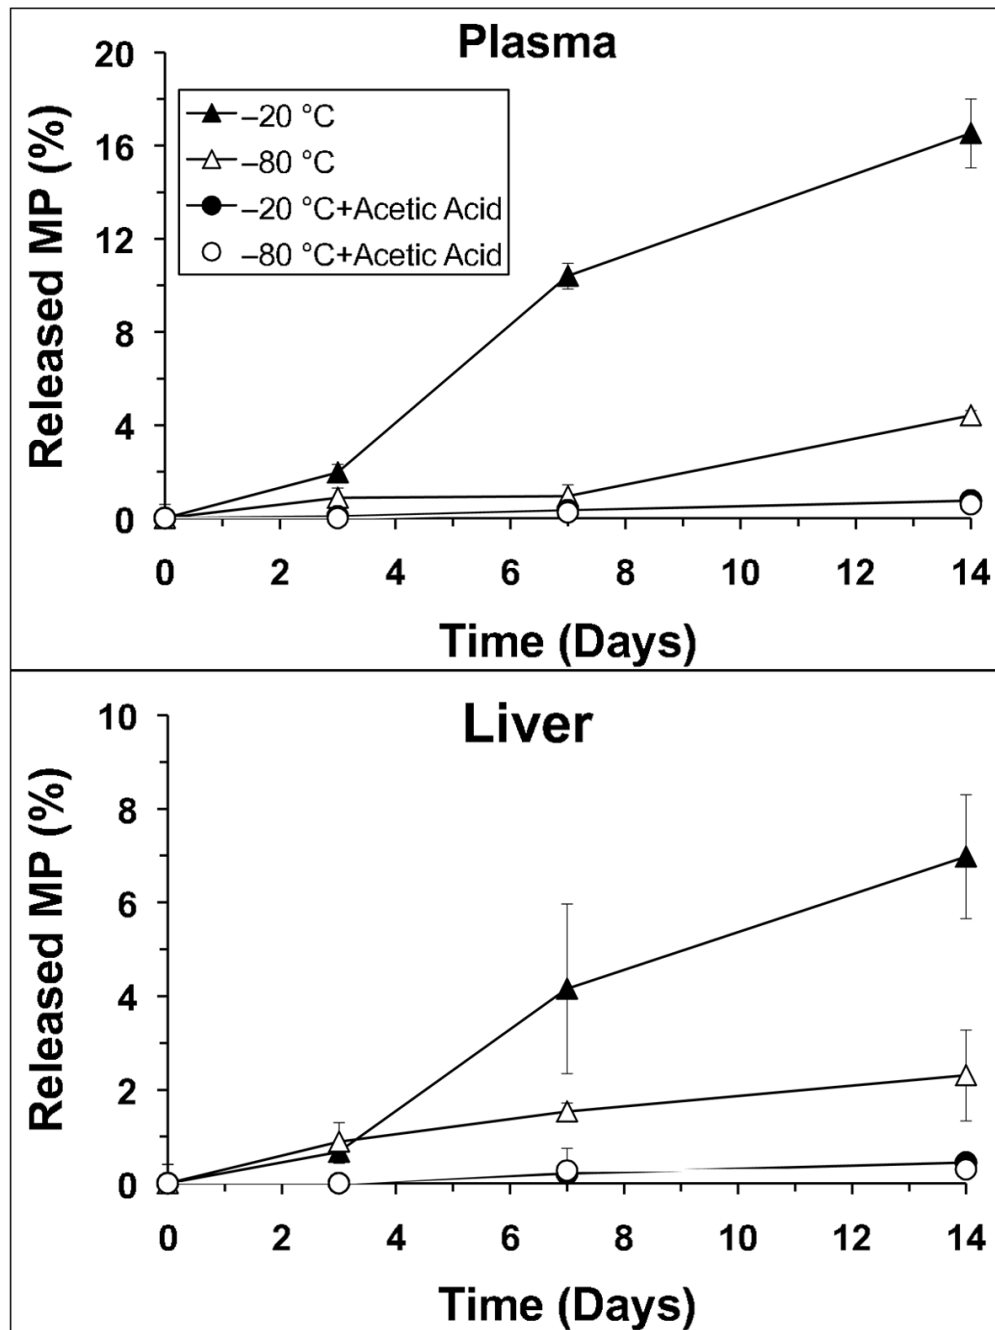 Plasma
Released MP (%)
20
16
12
8
4
0
–20 °C
–80 °C
–20 °C+Acetic Acid
–80 °C+Acetic Acid
0 2 4 6 8 10 12 14
Time (Days)
Liver
Released MP (%)
10
8
6
4
2
0
0 2 4 6 8 10 12 14
Time (Days)